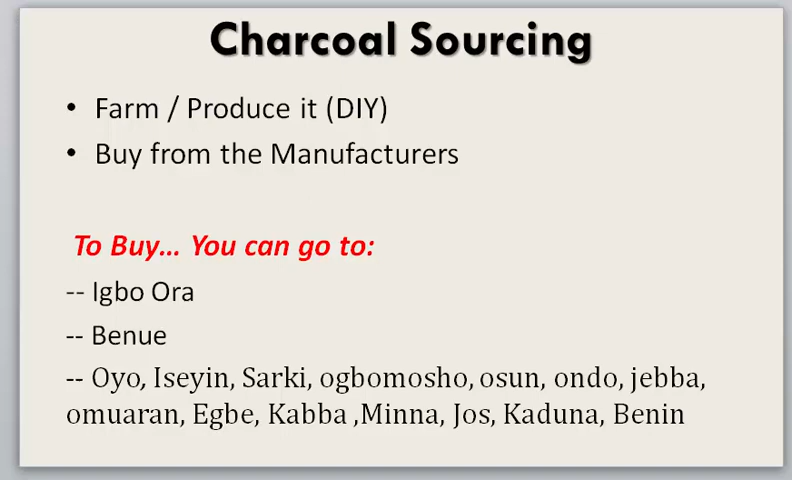 Charcoal Sourcing
• Farm / Produce it (DIY)
• Buy from the Manufacturers
To Buy... You can go to:
-- Igbo Ora
-- Benue
-- Oyo, Iseyin, Sarki, ogbomosho, osun, ondo, jebba,
omuaran, Egbe, Kabba ,Minna, Jos, Kaduna, Benin